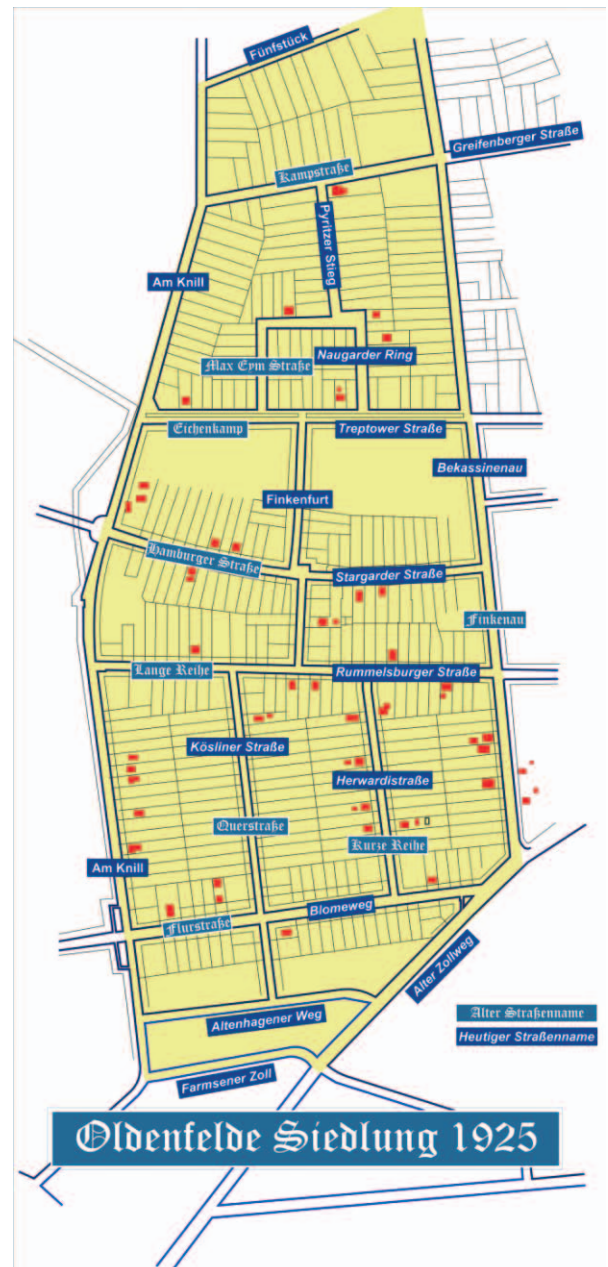 Fünfstück
Greifenberger Straße
Kampstraße
Pyritzer Stieg
Am Knill
Naugarder Ring
Max Eym Straße
Eichenkamp
Treptower Straße
Bekassinenau
Finkenfurt
Hamburger Straße
Stargarder Straße
Finkenau
Lange Reihe
Rummelsburger Straße
Kösliner Straße
Herwardistraße
Querstraße
Kurze Reihe
Am Knill
Blomeweg
Flurstraße
Alter Zollweg
Altenhagener Weg
Alter Straßenname
Heutiger Straßenname
Farmsener Zoll
Oldenfelde Siedlung 1925